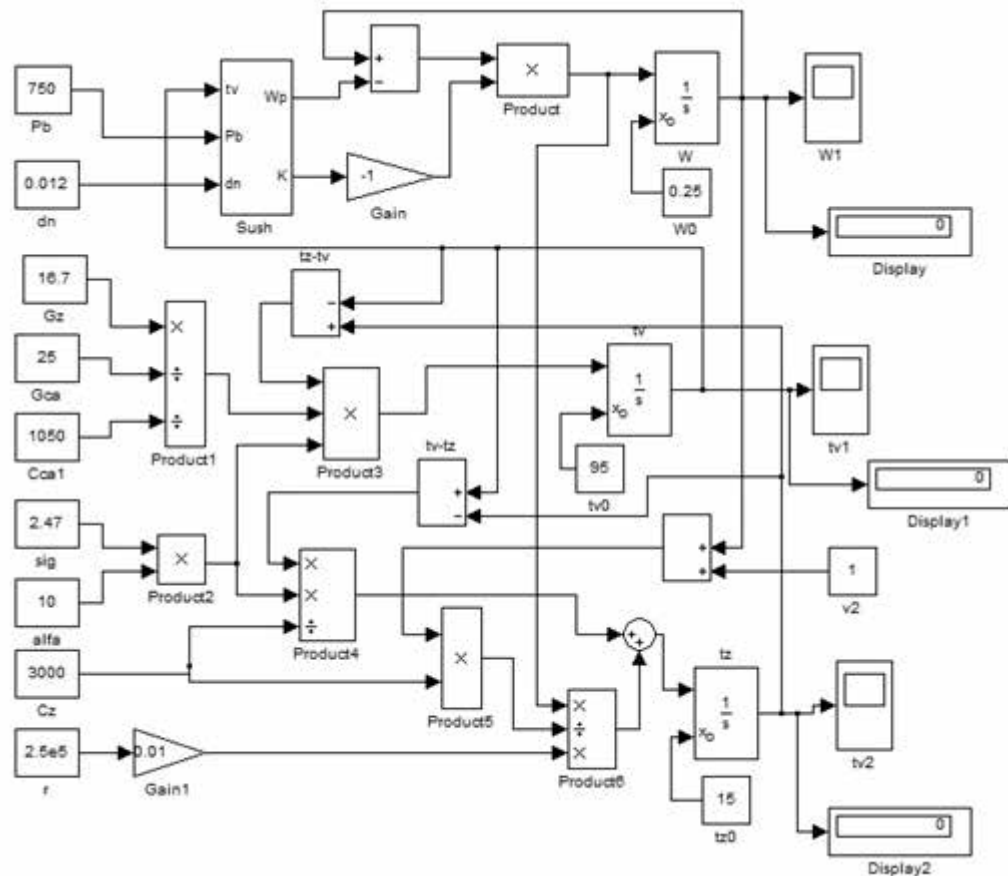 750
Pb
0.012
dn
tv
Pb
dn
Wp
K
Sush
-1
Gain
+
−
×
Product
1
s
xo
W
0.25
W0
W1
0
Display
16.7
Gz
25
Gca
1050
Cca1
×
÷
÷
Product1
tz-tv
−
+
×
Product3
tv
1
s
xo
95
tv0
tv1
0
Display1
2.47
sig
10
alfa
×
Product2
tv-tz
+
−
×
×
÷
Product4
+
+
1
v2
3000
Cz
×
Product5
+
+
tz
1
s
xo
15
tz0
tv2
0
Display2
2.5e5
r
0.01
Gain1
×
÷
×
Product6